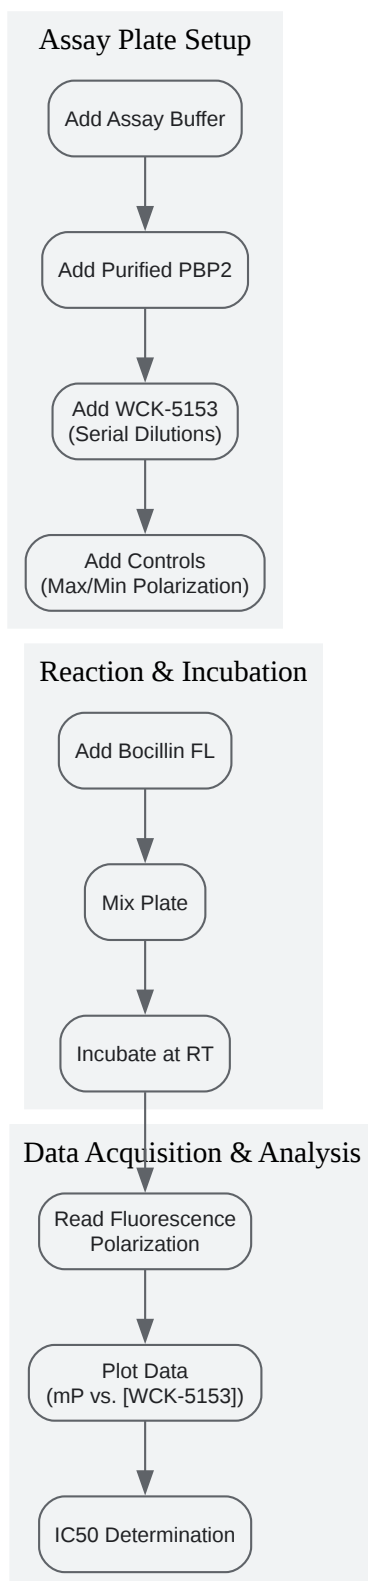 Assay Plate Setup
Add Assay Buffer
Add Purified PBP2
Add WCK-5153
(Serial Dilutions)
Add Controls
(Max/Min Polarization)
Reaction & Incubation
Add Bocillin FL
Mix Plate
Incubate at RT
Data Acquisition & Analysis
Read Fluorescence
Polarization
Plot Data
(mP vs. [WCK-5153])
IC50 Determination